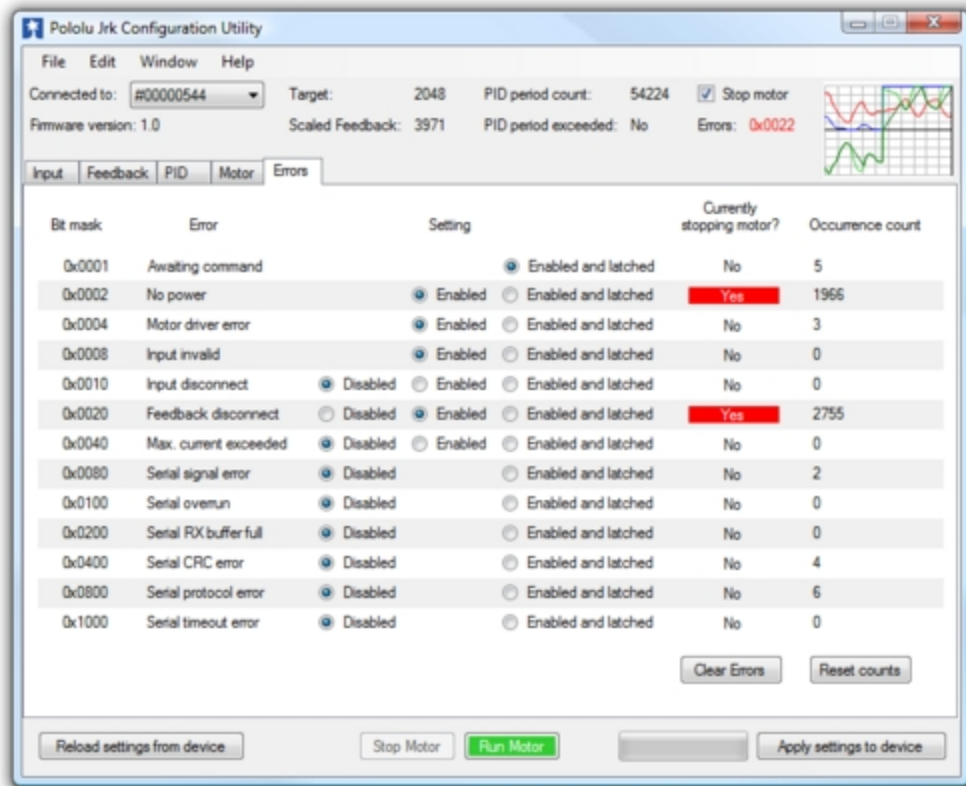 Pololu Jrk Configuration Utility
File Edit Window Help
Connected to: #00000544 Target: 2048 PID period count: 54224 Stop motor
Firmware version: 1.0 Scaled Feedback: 3971 PID period exceeded: No Errors: 0x0022
Input Feedback PID Motor Errors
Bit mask Error Setting Currently stopping motor? Occurrence count
0x0001 Awaiting command Enabled and latched No 5
0x0002 No power Enabled Enabled and latched Yes 1966
0x0004 Motor driver error Enabled Enabled and latched No 3
0x0008 Input invalid Enabled Enabled and latched No 0
0x0010 Input disconnect Disabled Enabled Enabled and latched No 0
0x0020 Feedback disconnect Disabled Enabled Enabled and latched Yes 2755
0x0040 Max. current exceeded Disabled Enabled Enabled and latched No 0
0x0080 Serial signal error Disabled Enabled and latched No 2
0x0100 Serial overrun Disabled Enabled and latched No 0
0x0200 Serial RX buffer full Disabled Enabled and latched No 0
0x0400 Serial CRC error Disabled Enabled and latched No 4
0x0800 Serial protocol error Disabled Enabled and latched No 6
0x1000 Serial timeout error Disabled Enabled and latched No 0
Clear Errors Reset counts
Reload settings from device Stop Motor Run Motor Apply settings to device